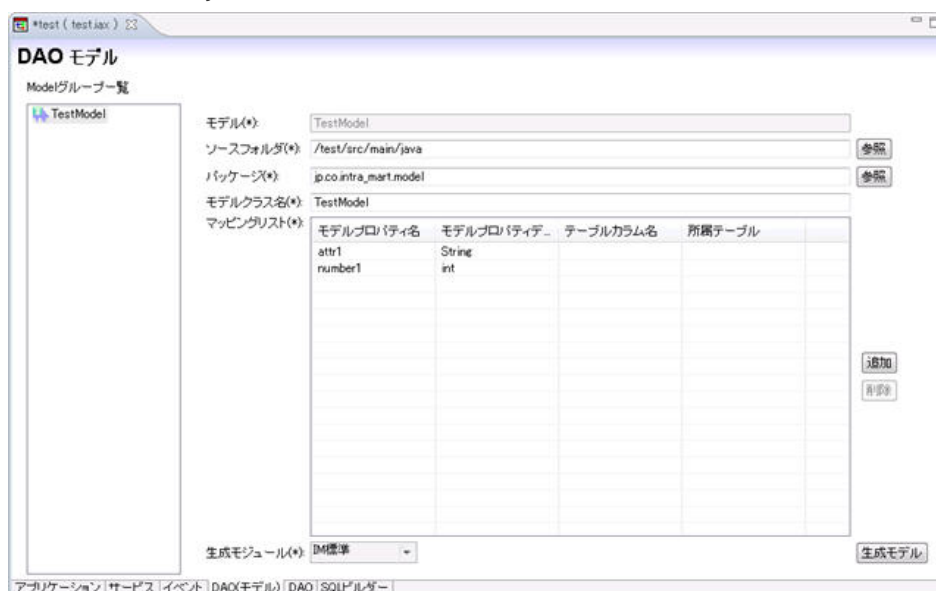 *test ( test.iax )
DAO モデル
Modelグループ一覧
TestModel
モデル(*): TestModel
ソースフォルダ(*): /test/src/main/java 参照
パッケージ(*): jp.co.intra_mart.model 参照
モデルクラス名(*): TestModel
マッピングリスト(*):
モデルプロパティ名 モデルプロパティデ... テーブルカラム名 所属テーブル
attr1 String
number1 int
追加
削除
生成モジュール(*): IM標準 生成モデル
アプリケーション サービス イベント DAO(モデル) DAO SQLビルダー